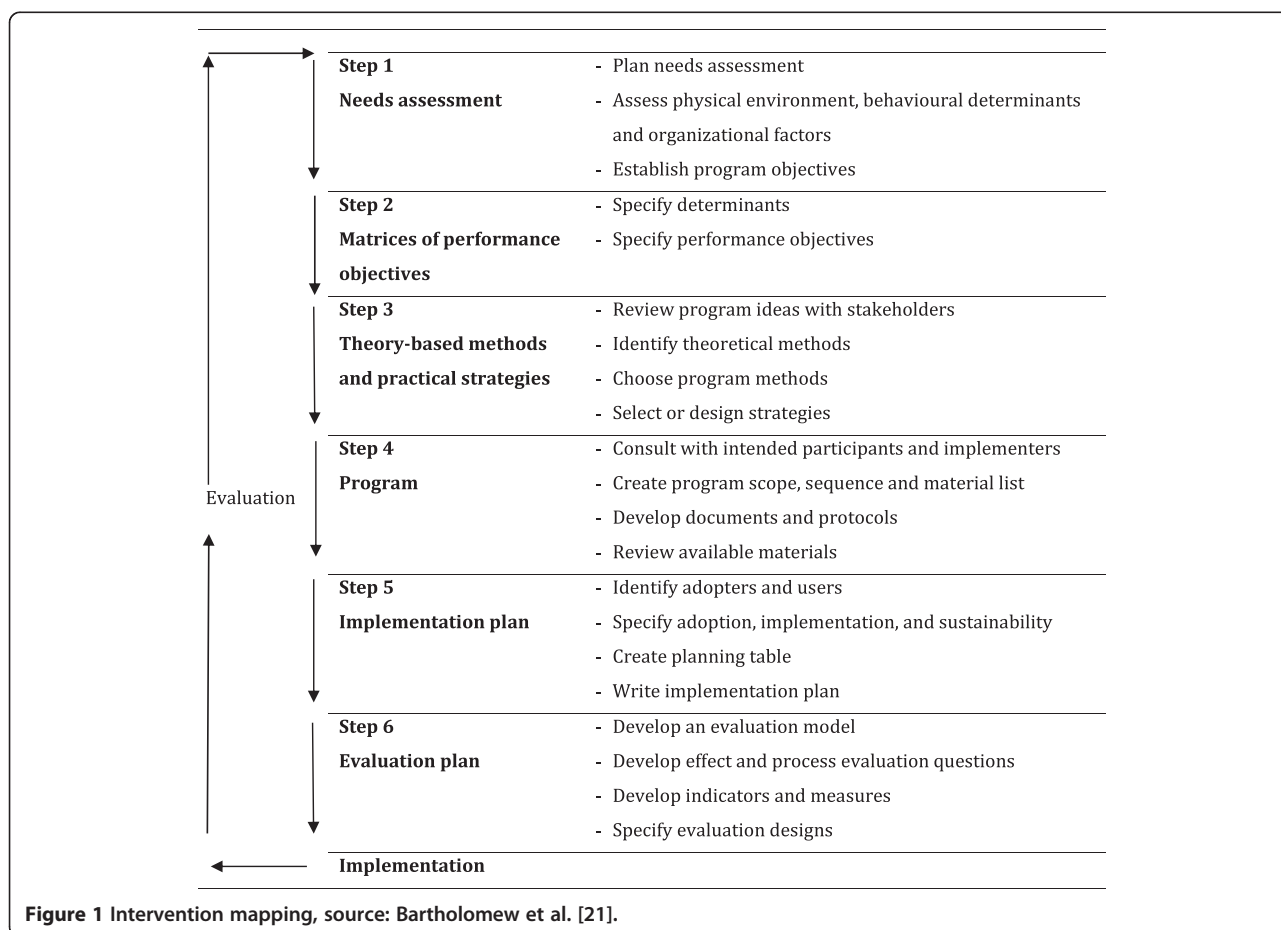 Step 1 - Plan needs assessment
Needs assessment - Assess physical environment, behavioural determinants
and organizational factors
- Establish program objectives
Step 2 - Specify determinants
Matrices of performance - Specify performance objectives
objectives
Step 3 - Review program ideas with stakeholders
Theory-based methods - Identify theoretical methods
and practical strategies - Choose program methods
- Select or design strategies
Step 4 - Consult with intended participants and implementers
Program - Create program scope, sequence and material list
Evaluation
- Develop documents and protocols
- Review available materials
Step 5 - Identify adopters and users
Implementation plan - Specify adoption, implementation, and sustainability
- Create planning table
- Write implementation plan
Step 6 - Develop an evaluation model
Evaluation plan - Develop effect and process evaluation questions
- Develop indicators and measures
- Specify evaluation designs
Implementation
Figure 1 Intervention mapping, source: Bartholomew et al. [21].